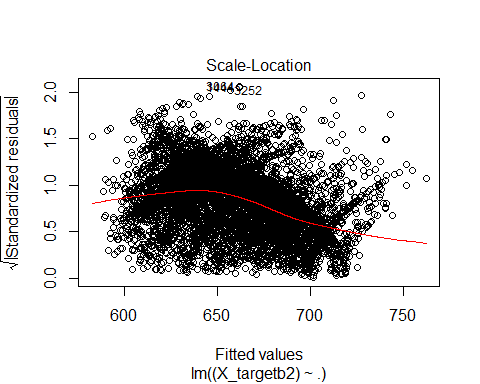 Scale-Location
2.0
1.5
1.0
0.5
0.0
√|Standardized residuals|
600
650
700
750
Fitted values
lm((X_targetb2) ~ .)